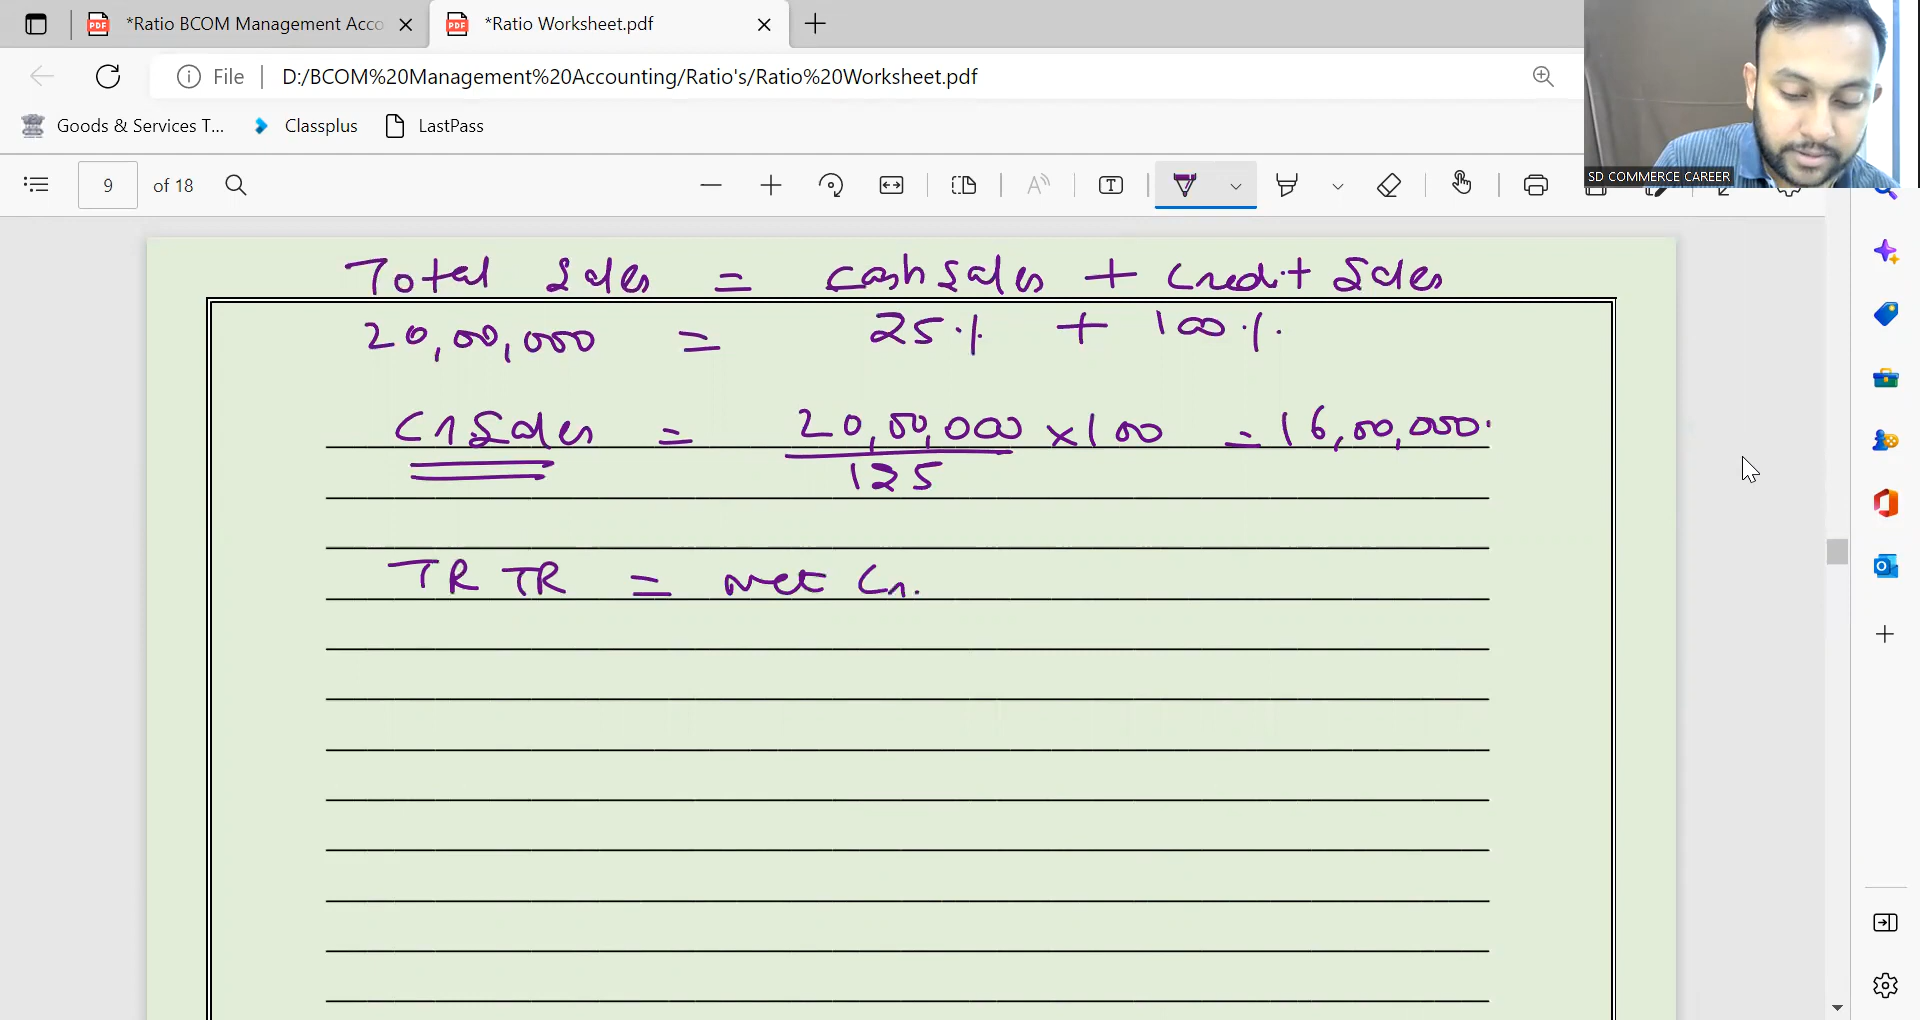 *Ratio BCOM Management Acco
*Ratio Worksheet.pdf
File
D:/BCOM%20Management%20Accounting/Ratio's/Ratio%20Worksheet.pdf
Goods & Services T...
Classplus
LastPass
SD COMMERCE CAREER
9 of 18
Total Sales = Cash Sales + Credit Sales
20,00,000 = 25% + 100%.
Cr Sales = 20,00,000 × 100 = 16,00,000.
125
TR TR = Net Cr.